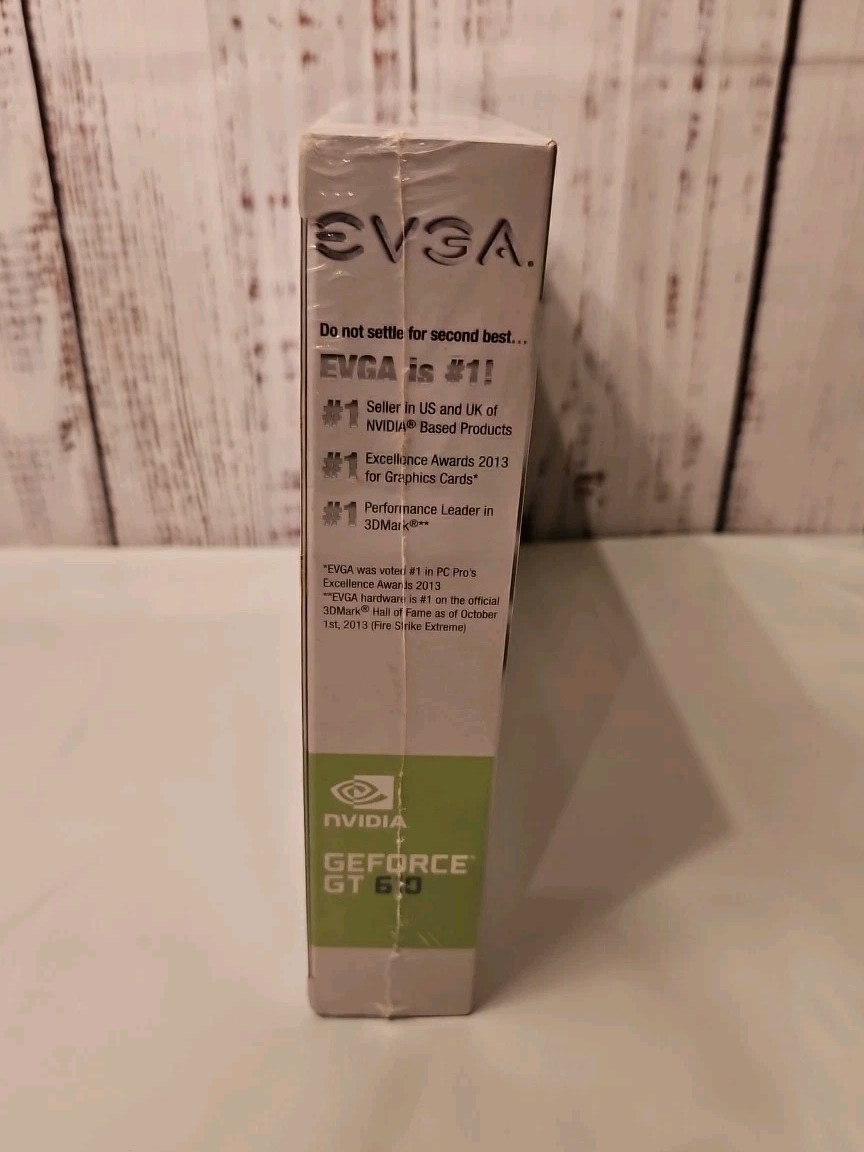 EVGA.
Do not settle for second best...
EVGA is #1!
#1 Seller in US and UK of
NVIDIA® Based Products
#1 Excellence Awards 2013
for Graphics Cards*
#1 Performance Leader in
3DMark®**
*EVGA was voted #1 in PC Pro's
Excellence Awards 2013
**EVGA hardware is #1 on the official
3DMark® Hall of Fame as of October
1st, 2013 (Fire Strike Extreme)
NVIDIA
GEFORCE
GT 610